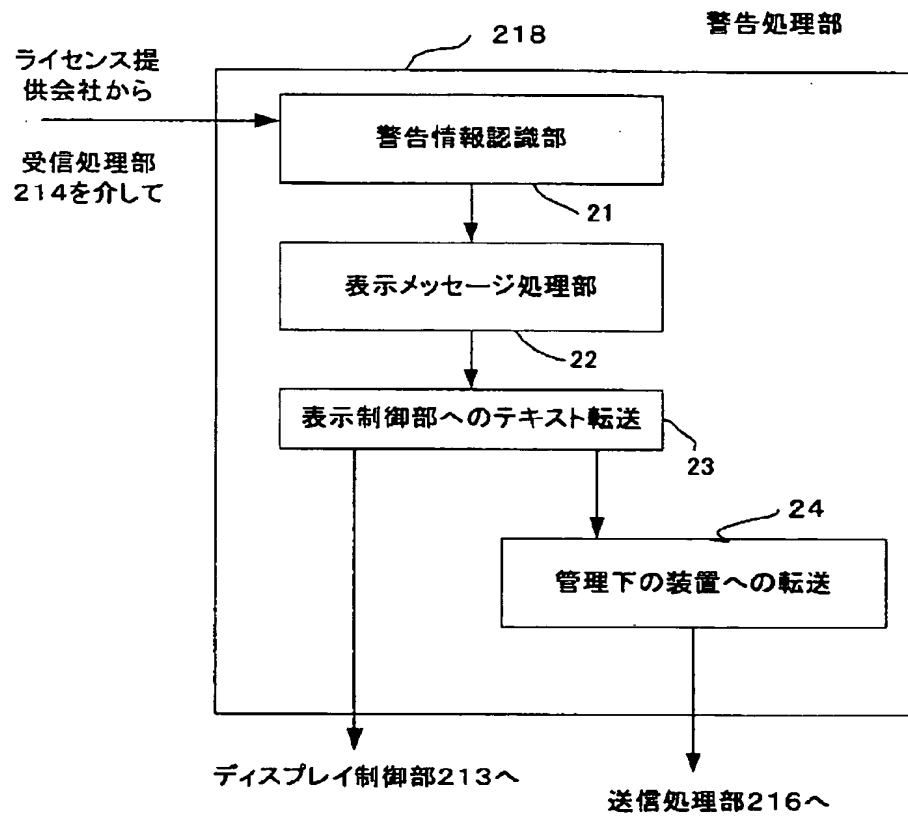 警告処理部
218
ライセンス提
供会社から
受信処理部
214を介して
警告情報認識部
21
表示メッセージ処理部
22
表示制御部へのテキスト転送
23
24
管理下の装置への転送
ディスプレイ制御部213へ
送信処理部216へ